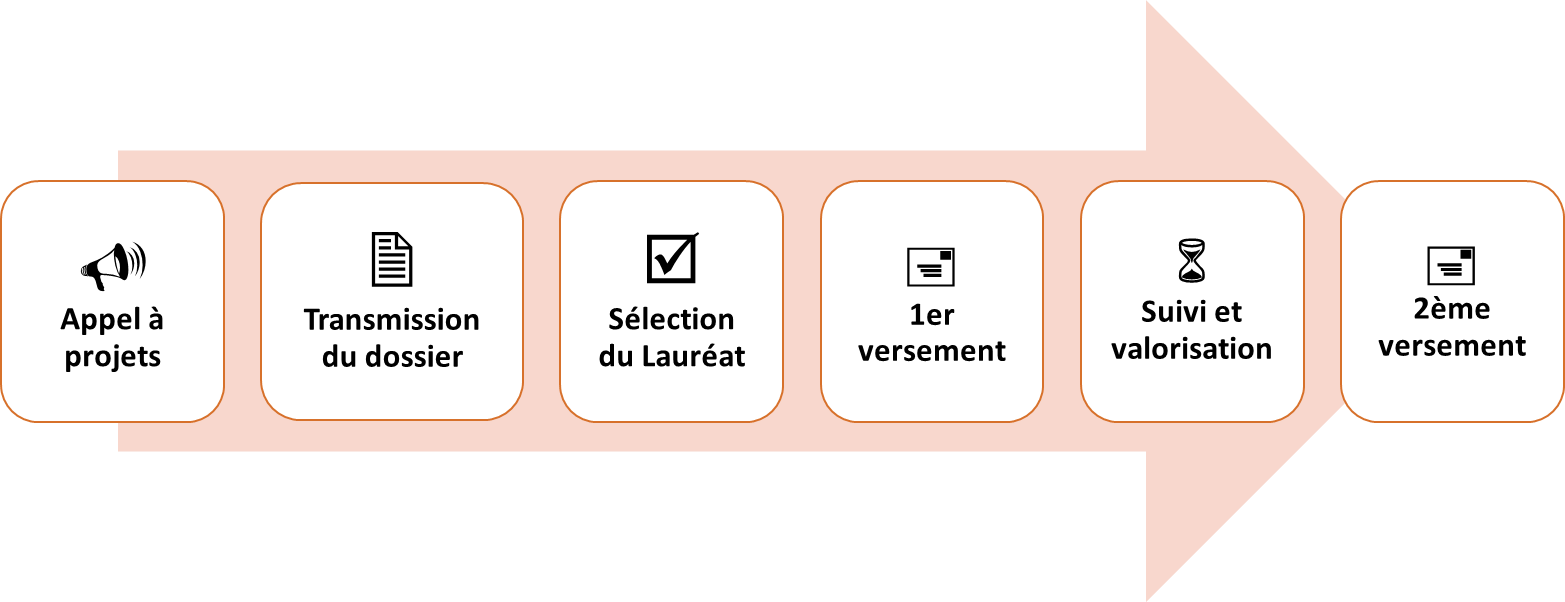 Appel à
projets
Transmission
du dossier
Sélection
du Lauréat
1er
versement
Suivi et
valorisation
2ème
versement